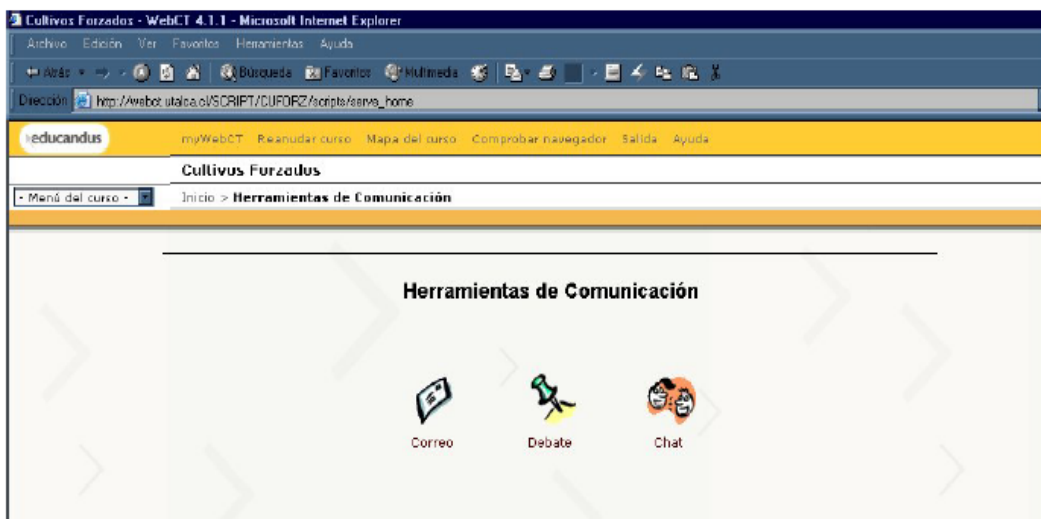 Cultivos Forzados - WebCT 4.1.1 - Microsoft Internet Explorer
Archivo Edición Ver Favoritos Herramientas Ayuda
Atrás Búsqueda Favoritos Multimedia
Dirección http://webct.utalca.cl/SCRIPT/CUFORZ/scripts/serve_home
educandus myWebCT Reanudar curso Mapa del curso Comprobar navegador Salida Ayuda
Cultivos Forzados
- Menú del curso - Inicio > Herramientas de Comunicación
Herramientas de Comunicación
Correo Debate Chat